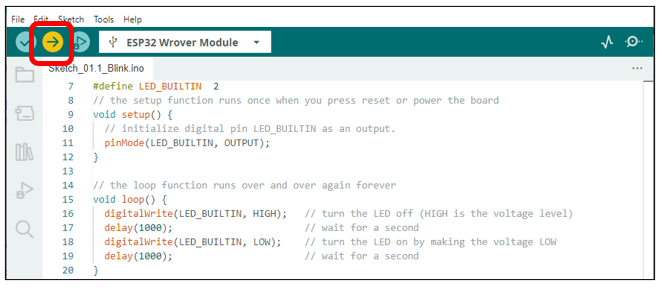 File Edit Sketch Tools Help
ESP32 Wrover Module
Sketch_01.1_Blink.ino
7 #define LED_BUILTIN  2
8 // the setup function runs once when you press reset or power the board
9 void setup() {
10   // initialize digital pin LED_BUILTIN as an output.
11   pinMode(LED_BUILTIN, OUTPUT);
12 }
13
14 // the loop function runs over and over again forever
15 void loop() {
16   digitalWrite(LED_BUILTIN, HIGH);   // turn the LED off (HIGH is the voltage level)
17   delay(1000);                       // wait for a second
18   digitalWrite(LED_BUILTIN, LOW);    // turn the LED on by making the voltage LOW
19   delay(1000);                       // wait for a second
20 }